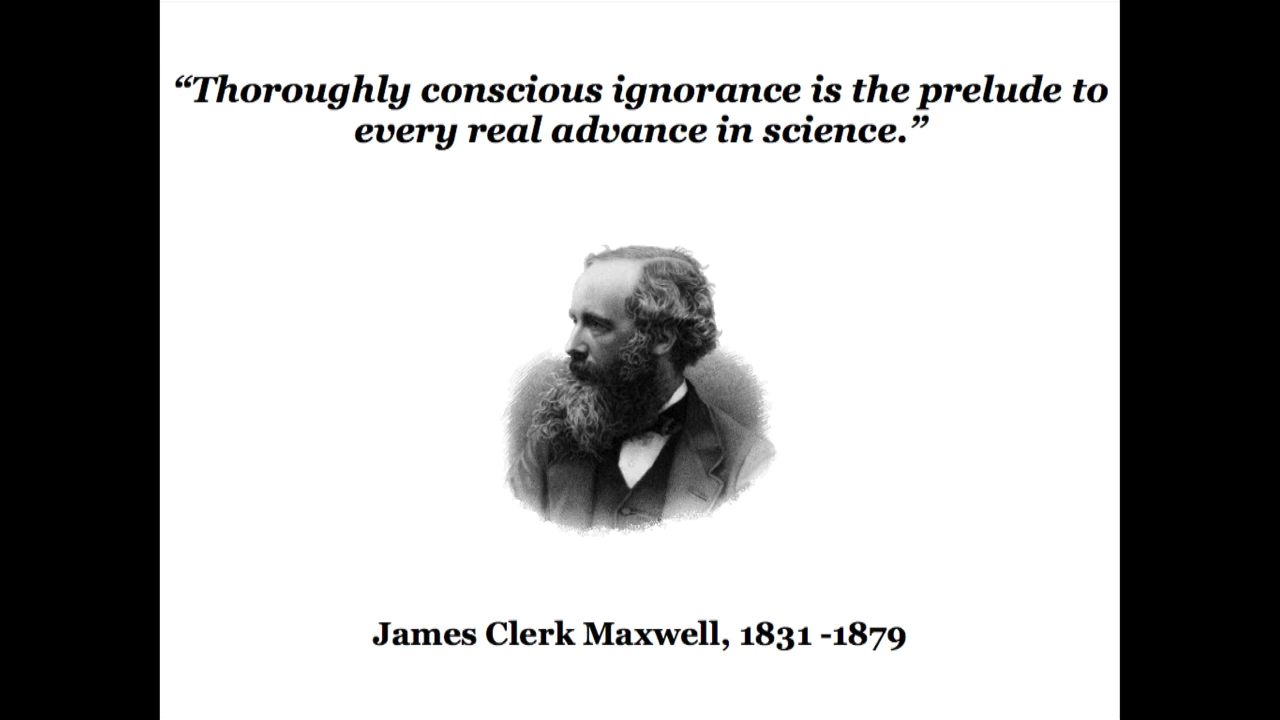 “Thoroughly conscious ignorance is the prelude to
every real advance in science.”
James Clerk Maxwell, 1831 -1879